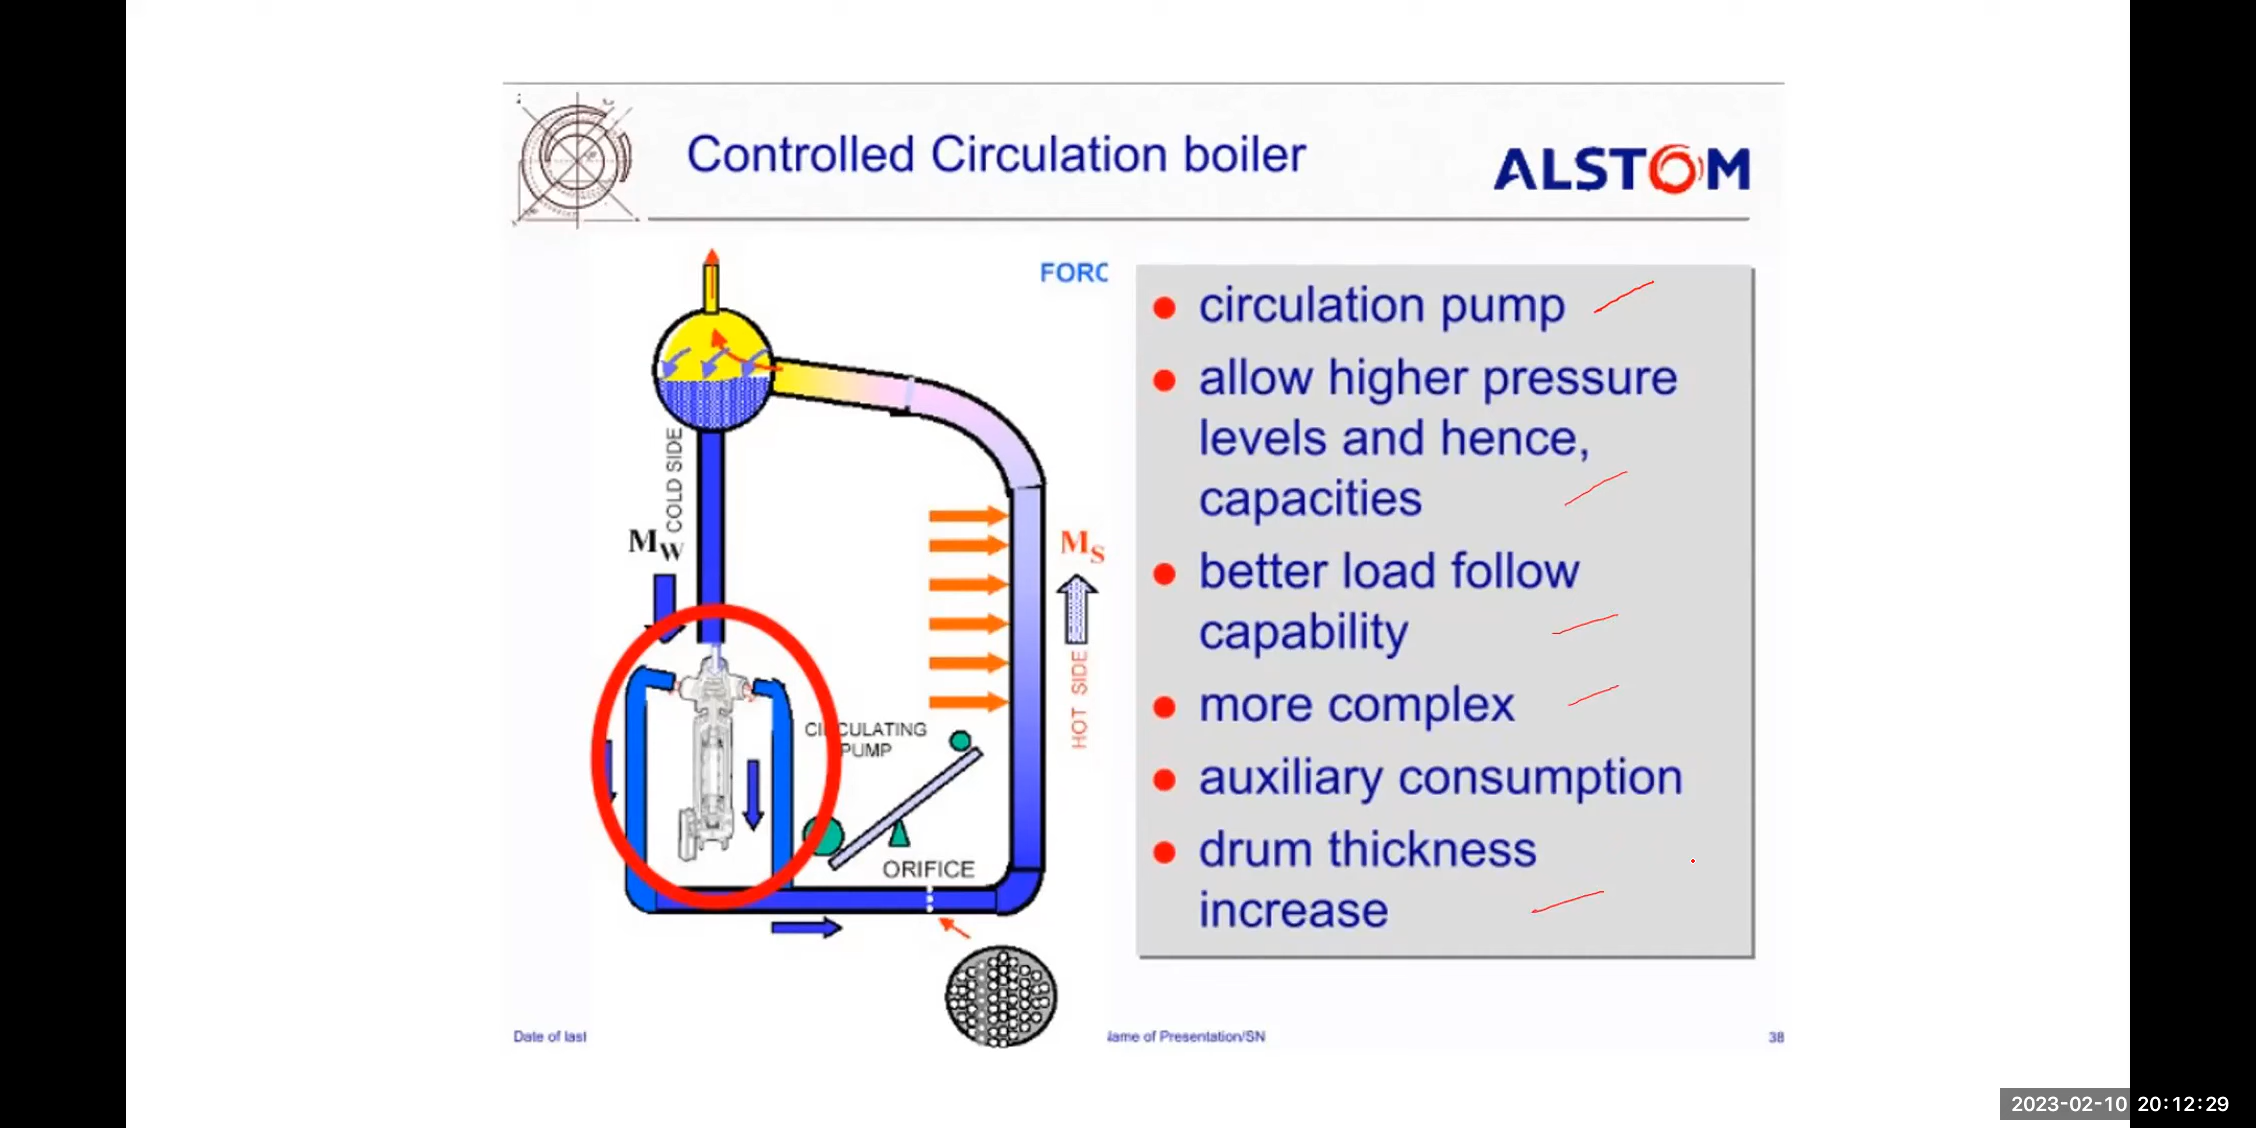 Controlled Circulation boiler
ALSTOM
FORC
COLD SIDE
MW
MS
HOT SIDE
CIRCULATING
PUMP
ORIFICE
circulation pump
allow higher pressure
levels and hence,
capacities
better load follow
capability
more complex
auxiliary consumption
drum thickness
increase
Date of last
lame of Presentation/SN
38
2023-02-10 20:12:29